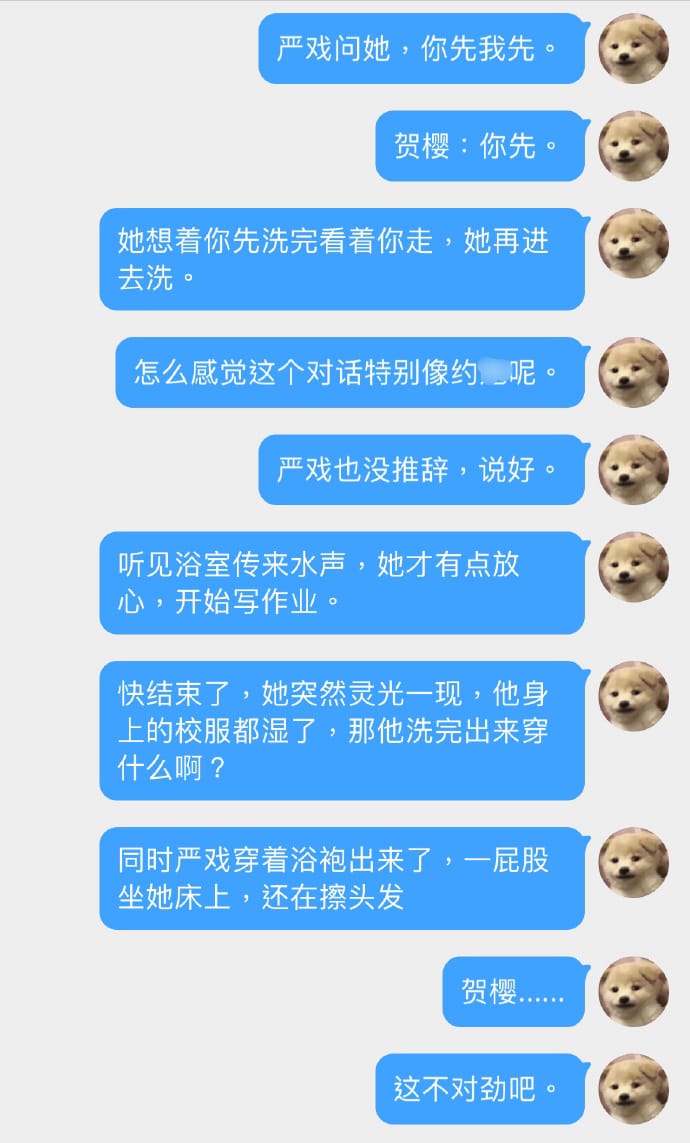 严戏问她，你先我先。
贺樱：你先。
她想着你先洗完看着你走，她再进
去洗。
怎么感觉这个对话特别像约呢。
严戏也没推辞，说好。
听见浴室传来水声，她才有点放
心，开始写作业。
快结束了，她突然灵光一现，他身
上的校服都湿了，那他洗完出来穿
什么啊？
同时严戏穿着浴袍出来了，一屁股
坐她床上，还在擦头发
贺樱……
这不对劲吧。